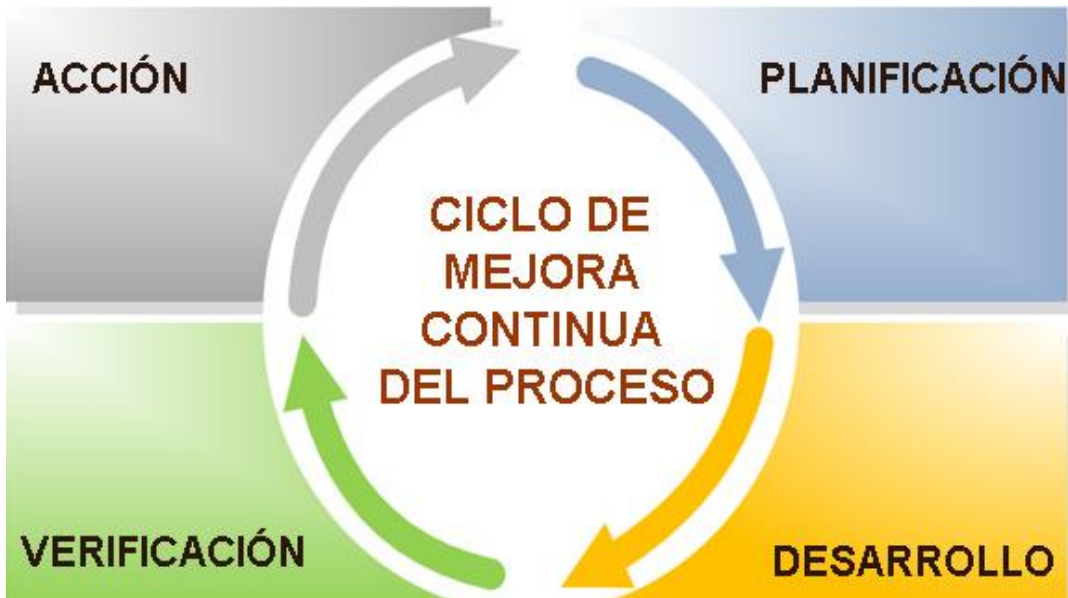 ACCIÓN
PLANIFICACIÓN
CICLO DE
MEJORA
CONTINUA
DEL PROCESO
VERIFICACIÓN
DESARROLLO